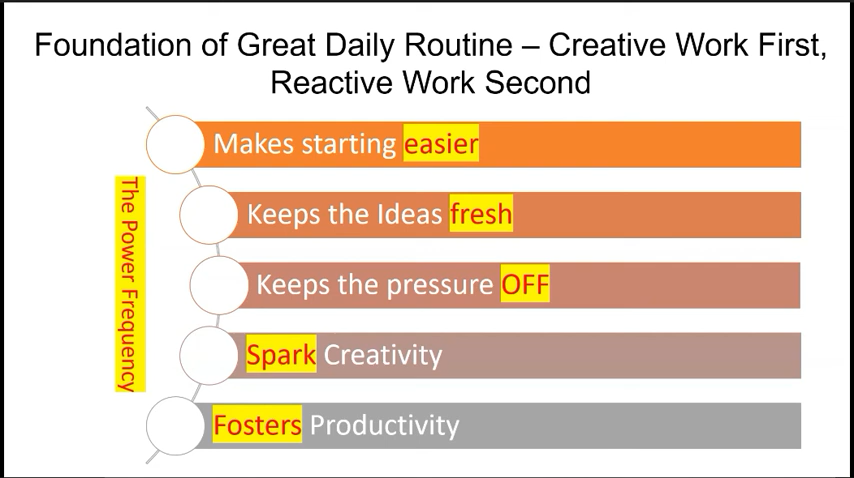 Foundation of Great Daily Routine – Creative Work First,
Reactive Work Second
The Power Frequency
Makes starting easier
Keeps the Ideas fresh
Keeps the pressure OFF
Spark Creativity
Fosters Productivity